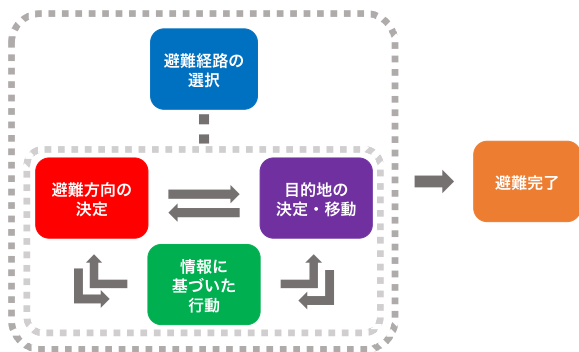 避難経路の
選択
避難方向の
決定
目的地の
決定・移動
情報に
基づいた
行動
避難完了